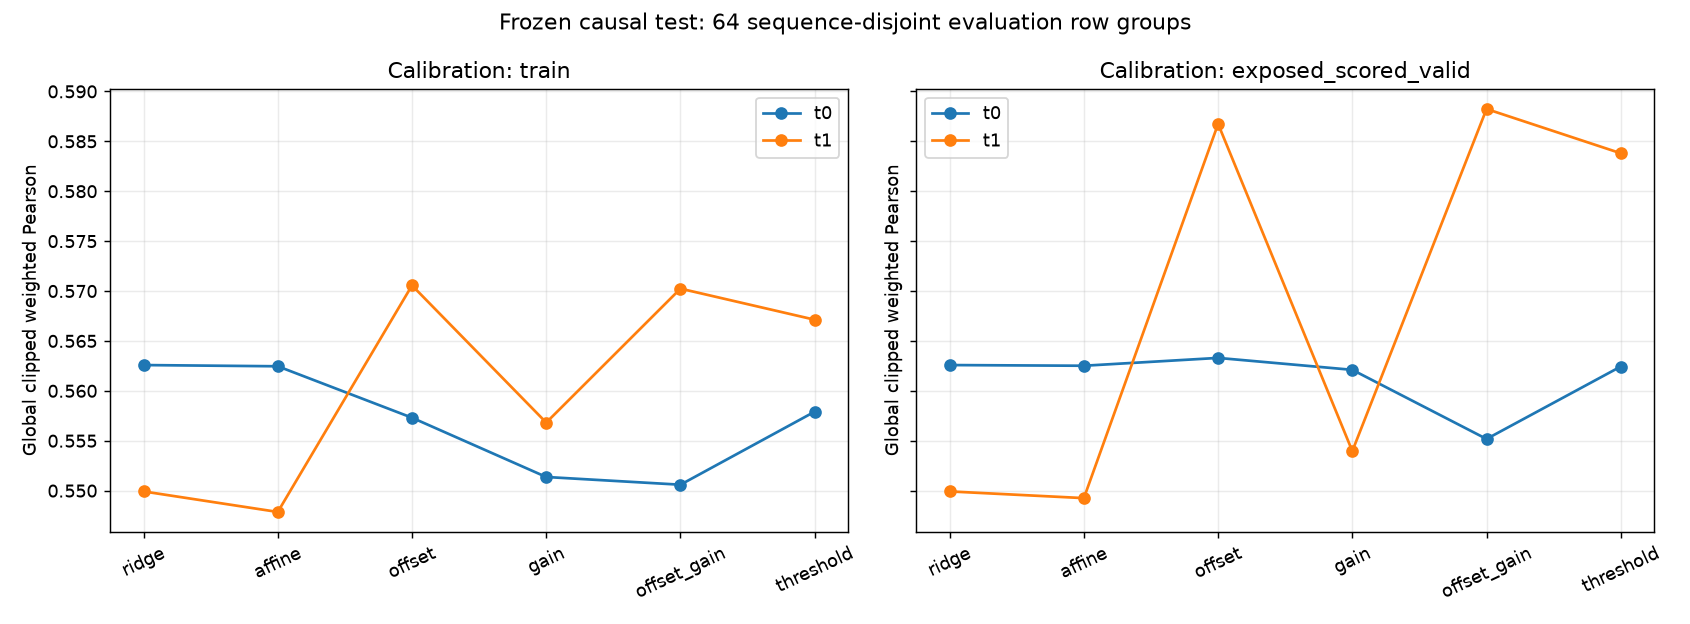 Frozen causal test: 64 sequence-disjoint evaluation row groups
Calibration: train
Global clipped weighted Pearson
0.590
0.585
0.580
0.575
0.570
0.565
0.560
0.555
0.550
t0
t1
ridge
affine
offset
gain
offset_gain
threshold
Calibration: exposed_scored_valid
Global clipped weighted Pearson
t0
t1
ridge
affine
offset
gain
offset_gain
threshold